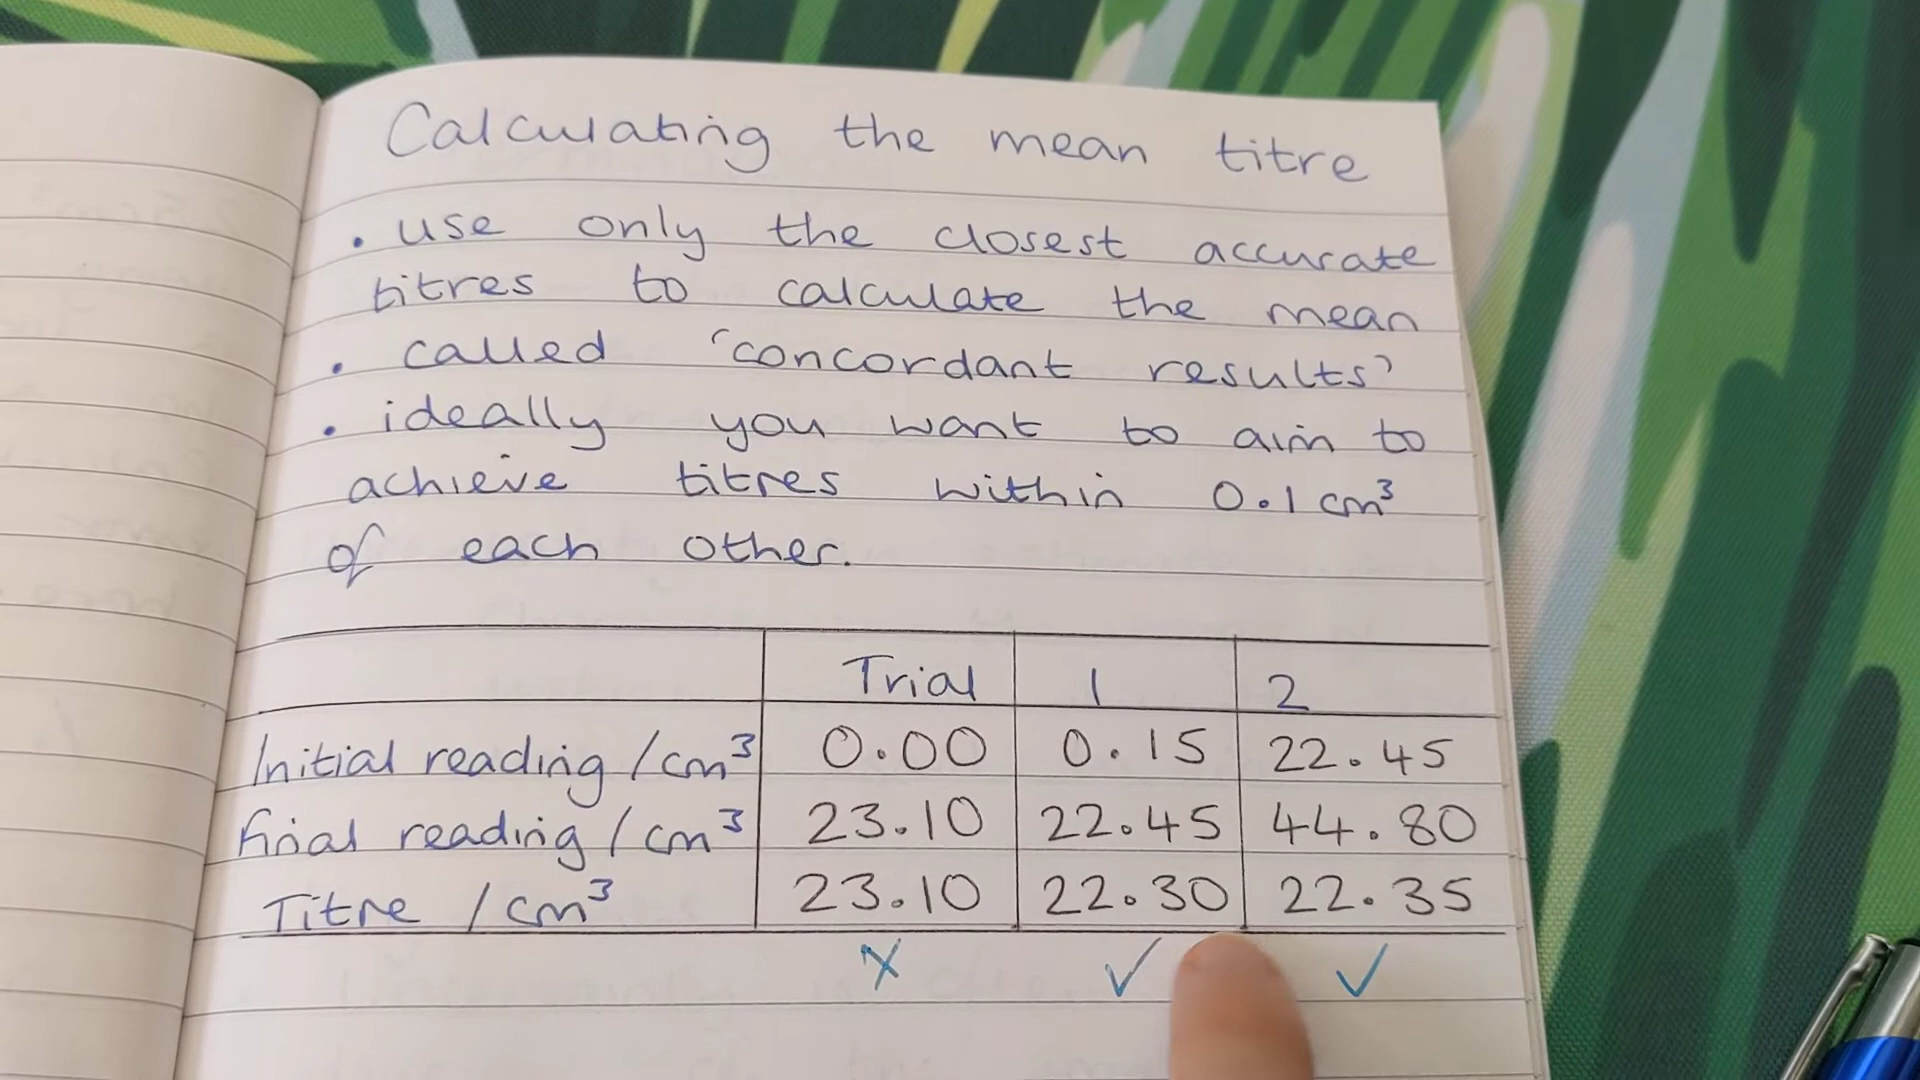 Calculating the mean titre
• use only the closest accurate
titres to calculate the mean
• called 'concordant results'
• ideally you want to aim to
achieve titres within 0.1 cm³
of each other.
Trial 1 2
Initial reading / cm³ 0.00 0.15 22.45
final reading / cm³ 23.10 22.45 44.80
Titre / cm³ 23.10 22.30 22.35
✗ ✓ ✓